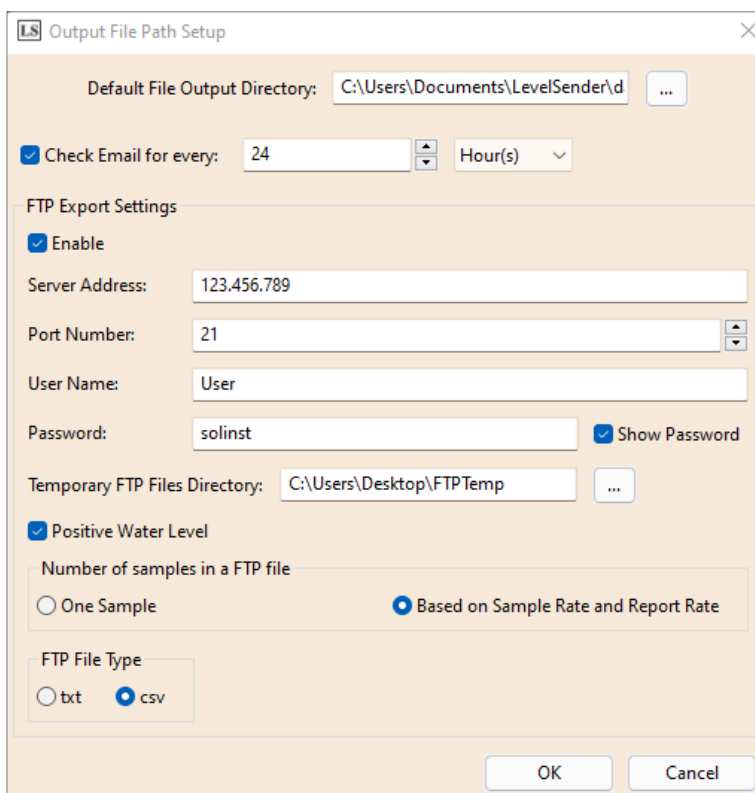 LS Output File Path Setup
Default File Output Directory: C:\Users\Documents\LevelSender\d ...
Check Email for every: 24 Hour(s)
FTP Export Settings
Enable
Server Address: 123.456.789
Port Number: 21
User Name: User
Password: solinst Show Password
Temporary FTP Files Directory: C:\Users\Desktop\FTPTemp ...
Positive Water Level
Number of samples in a FTP file
One Sample Based on Sample Rate and Report Rate
FTP File Type
txt csv
OK Cancel